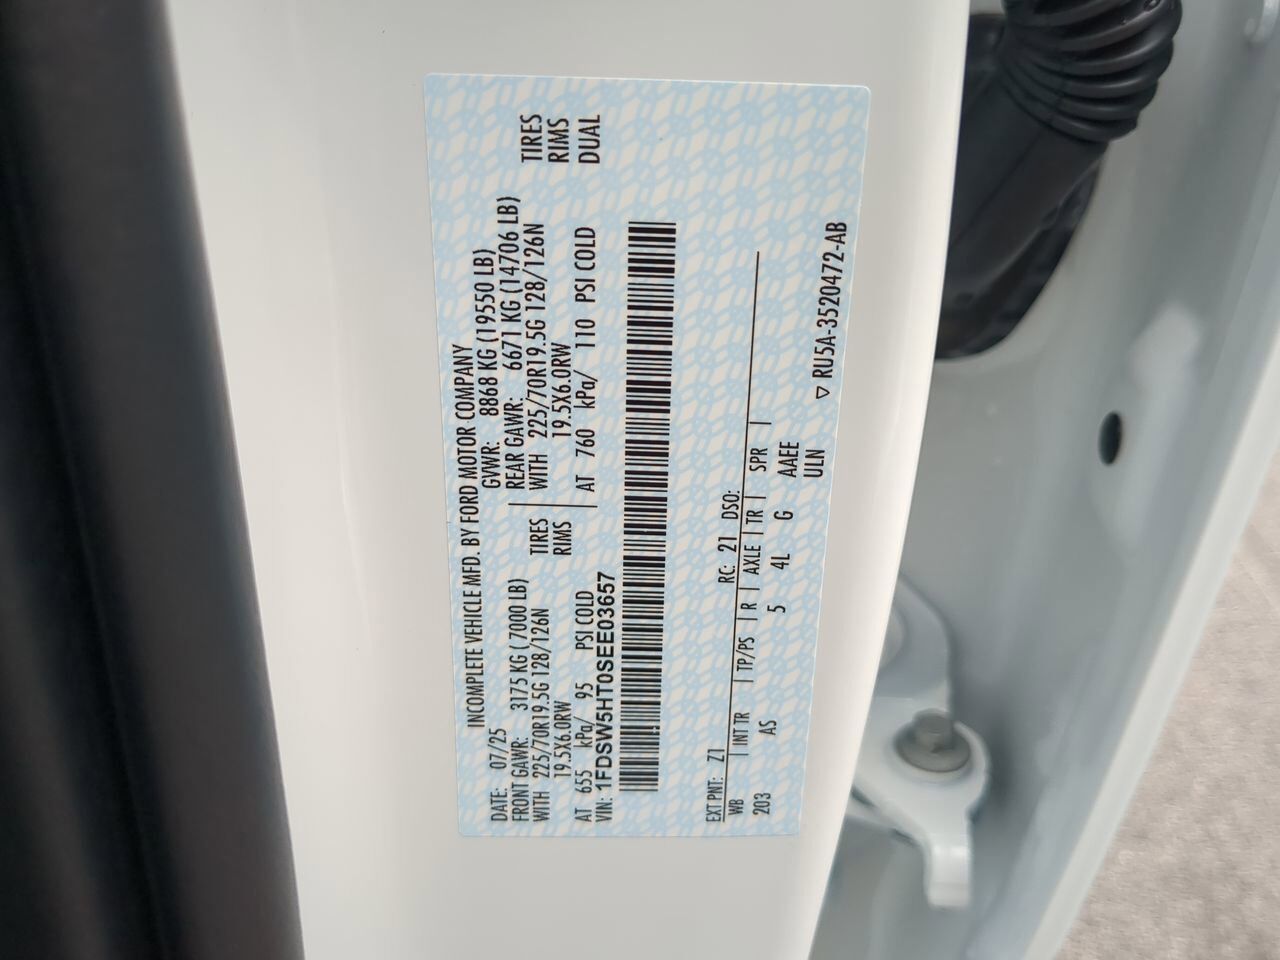 INCOMPLETE VEHICLE MFD. BY FORD MOTOR COMPANY
DATE: 07/25 GVWR: 8868 KG (19550 LB)
FRONT GAWR: 3175 KG ( 7000 LB) REAR GAWR: 6671 KG (14706 LB)
WITH 225/70R19.5G 128/126N TIRES WITH 225/70R19.5G 128/126N TIRES
19.5X6.0RW RIMS 19.5X6.0RW RIMS
AT 655 kPa/ 95 PSI COLD AT 760 kPa/ 110 PSI COLD DUAL
VIN: 1FDSW5HT0SEE03657
EXT PNT: Z1 RC: 21 DSO:
WB INT TR TP/PS R AXLE TR SPR
203 AS 5 4L G AAEE
ULN
▽ RU5A-3520472-AB